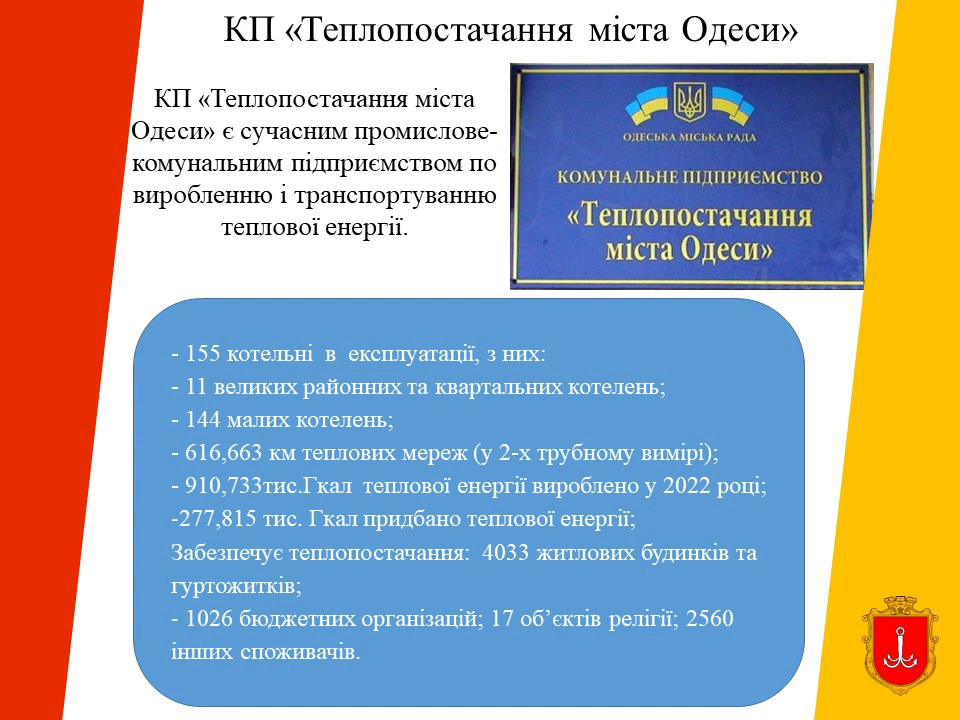 КП «Теплопостачання міста Одеси»
КП «Теплопостачання міста
Одеси» є сучасним промислове-
комунальним підприємством по
виробленню і транспортуванню
теплової енергії.
ОДЕСЬКА МІСЬКА РАДА
КОМУНАЛЬНЕ ПІДПРИЄМСТВО
«Теплопостачання
міста Одеси»
- 155 котельні в експлуатації, з них:
- 11 великих районних та квартальних котелень;
- 144 малих котелень;
- 616,663 км теплових мереж (у 2-х трубному вимірі);
- 910,733тис.Гкал теплової енергії вироблено у 2022 році;
-277,815 тис. Гкал придбано теплової енергії;
Забезпечує теплопостачання: 4033 житлових будинків та
гуртожитків;
- 1026 бюджетних організацій; 17 об’єктів релігії; 2560
інших споживачів.